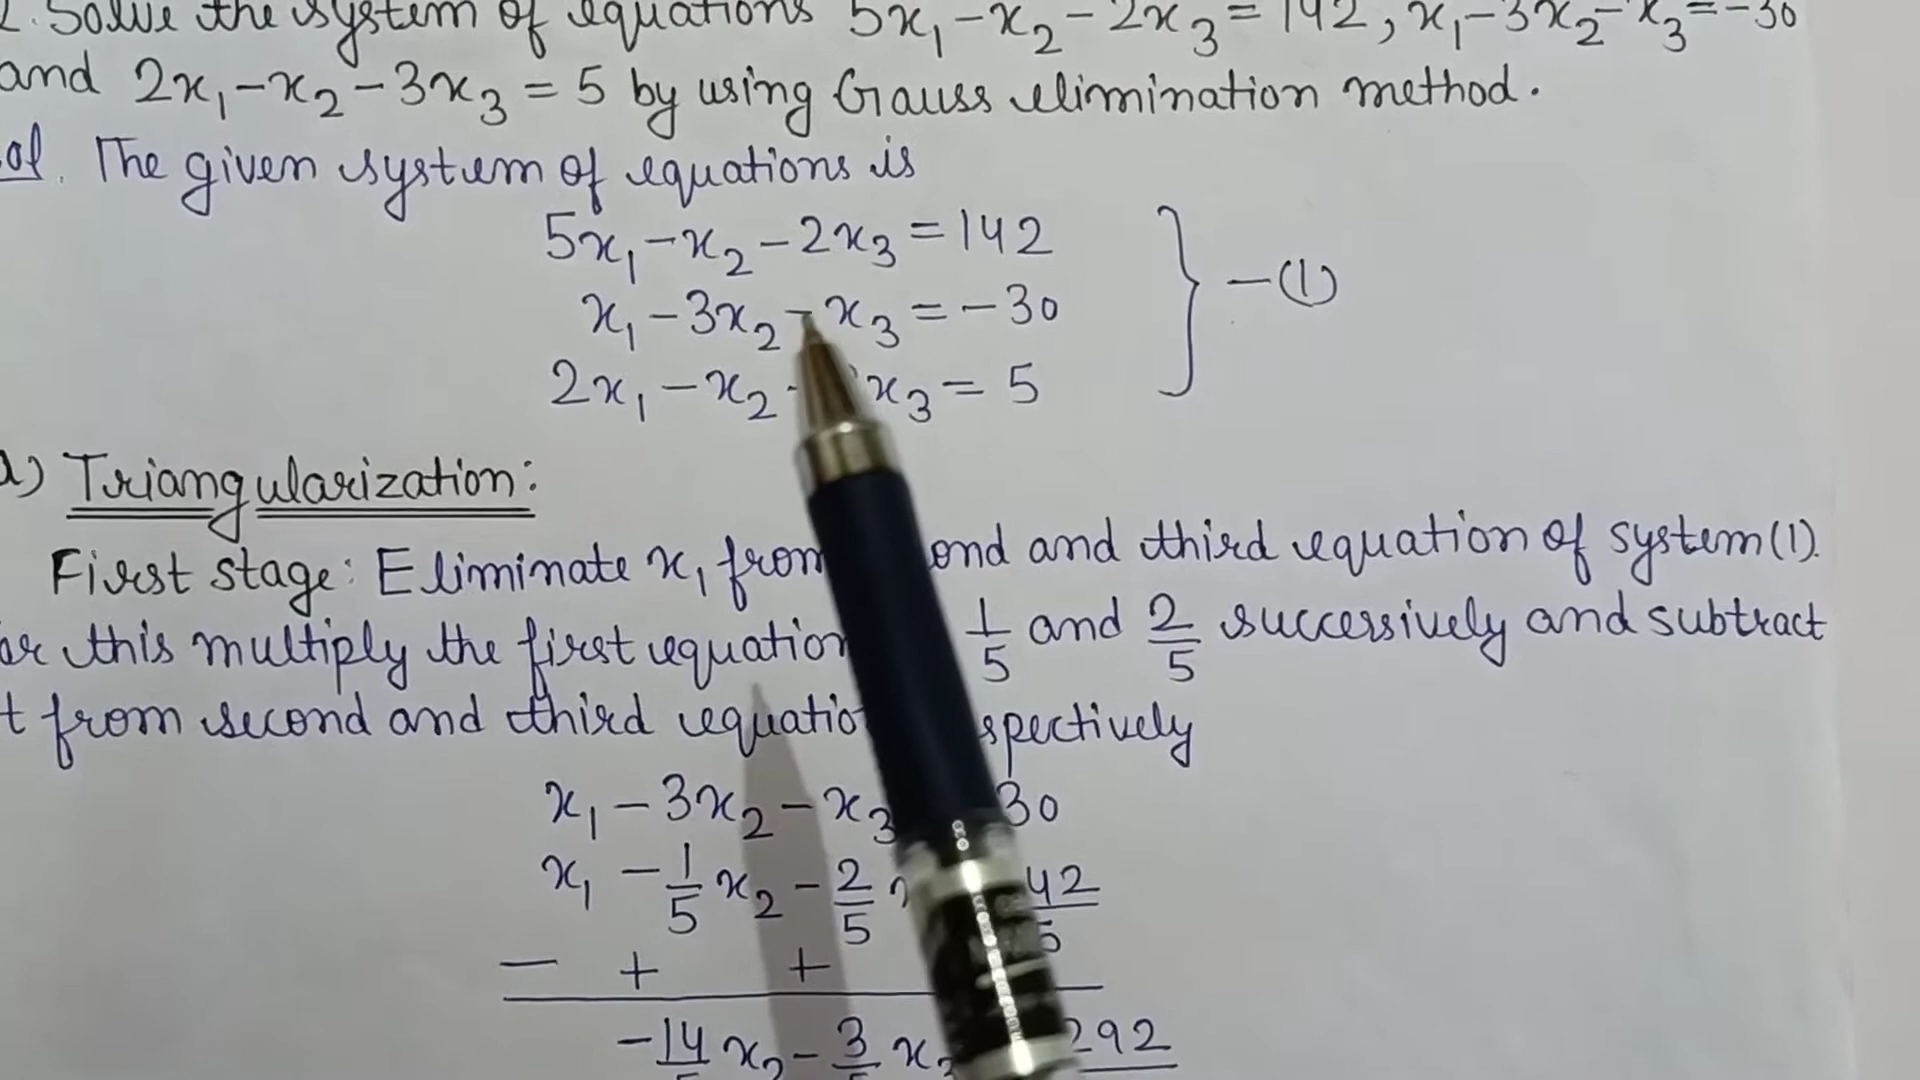 2. Solve the system of equations 5x₁-x₂-2x₃=142, x₁-3x₂-x₃=-30
and 2x₁-x₂-3x₃=5 by using Gauss elimination method.
The given system of equations is
5x₁-x₂-2x₃=142
x₁-3x₂-x₃=-30 } -(1)
2x₁-x₂- x₃=5
Triangularization:
First stage: Eliminate x₁ from and third equation of system(1).
this multiply the first equation 1/5 and 2/5 successively and subtract
from second and third
x₁-3x₂-x₃ 30
x₁-1/5x₂-2/5 42/5
- + +
-14 x₂-3 x 292